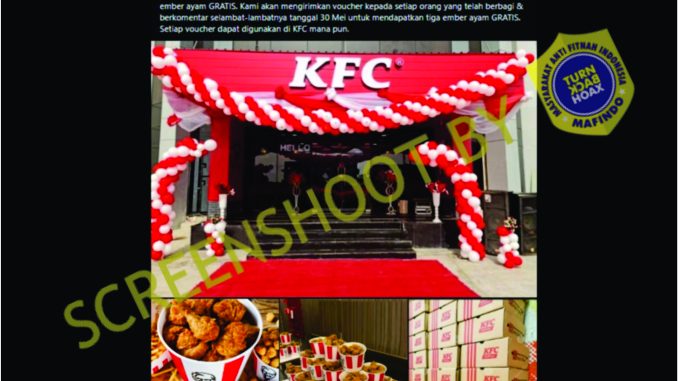 ember ayam GRATIS. Kami akan mengirimkan voucher kepada setiap orang yang telah berbagi &
berkomentar selambat-lambatnya tanggal 30 Mei untuk mendapatkan tiga ember ayam GRATIS.
Setiap voucher dapat digunakan di KFC mana pun.
MASYARAKAT ANTI FITNAH INDONESIA
TURN
BACK
HOAX
MAFINDO
KFC®
HELLO
SCREENSHOOT BY
KFC
KFC
KFC